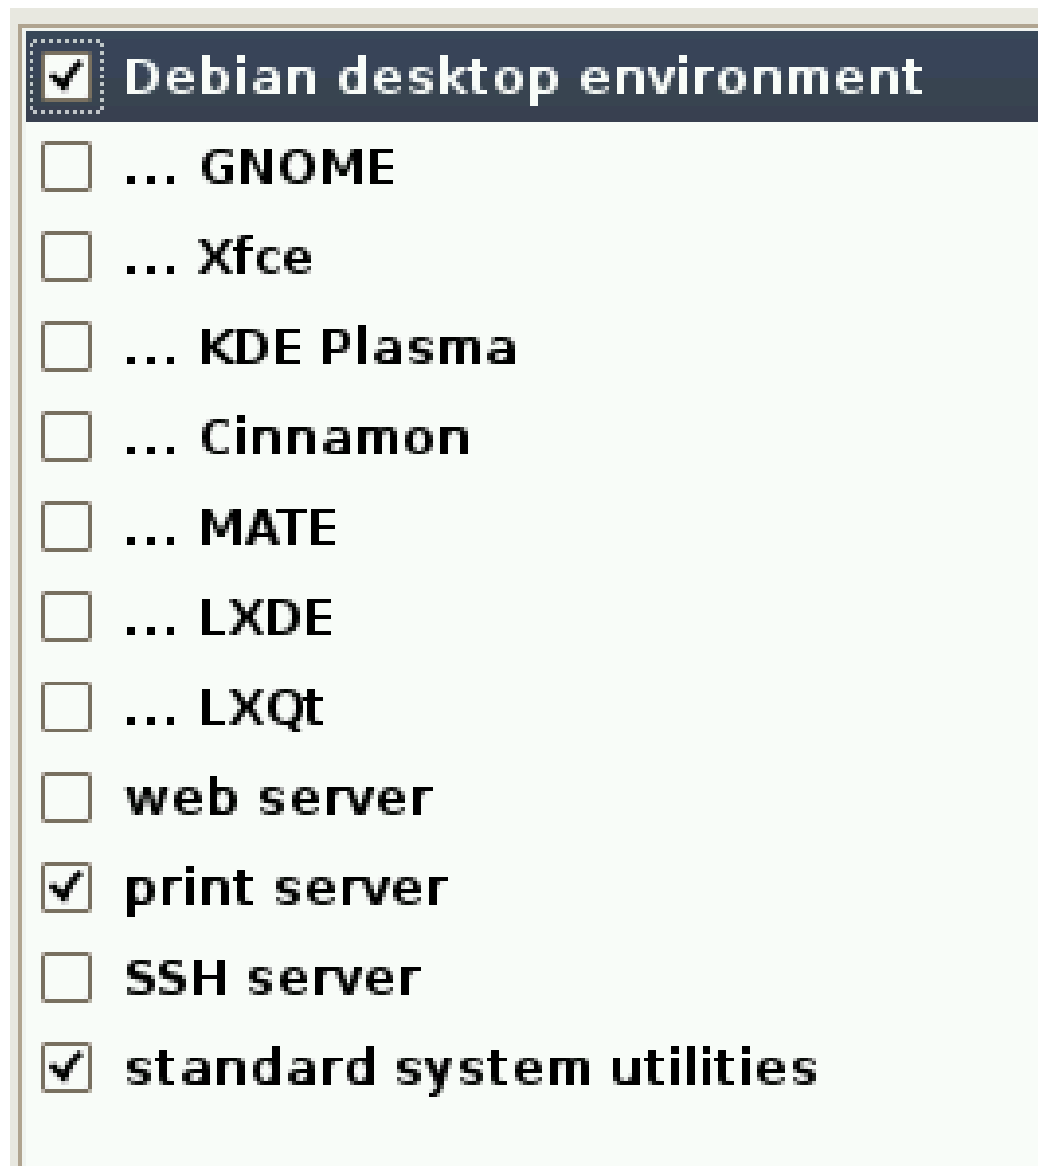 Debian desktop environment
... GNOME
... Xfce
... KDE Plasma
... Cinnamon
... MATE
... LXDE
... LXQt
web server
print server
SSH server
standard system utilities